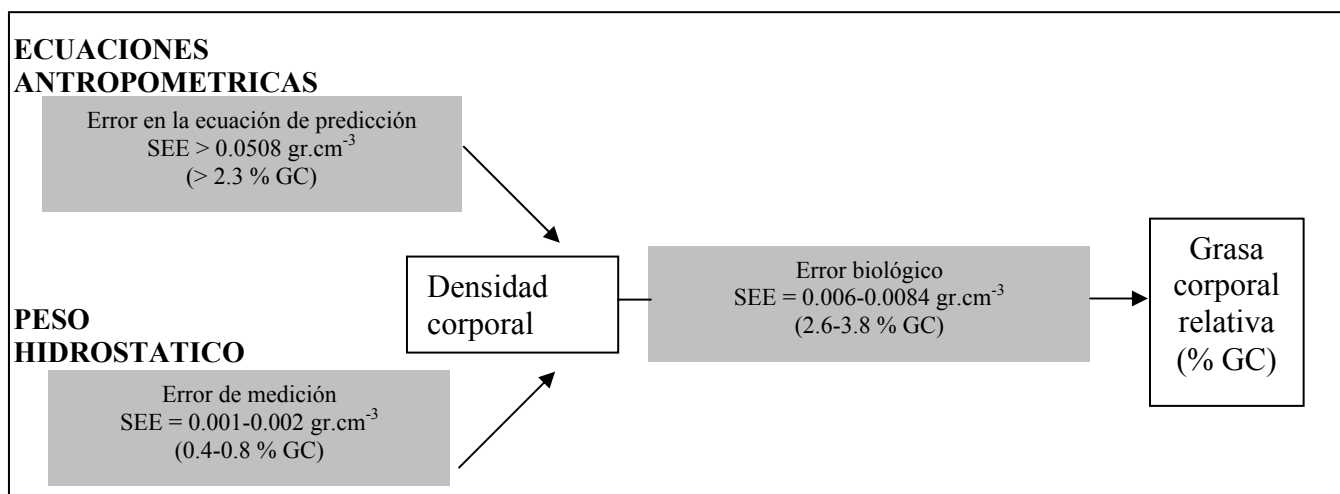 ECUACIONES
ANTROPOMETRICAS
Error en la ecuación de predicción
SEE > 0.0508 gr.cm⁻³
(> 2.3 % GC)
Densidad
corporal
Error biológico
SEE = 0.006-0.0084 gr.cm⁻³
(2.6-3.8 % GC)
Grasa
corporal
relativa
(% GC)
PESO
HIDROSTATICO
Error de medición
SEE = 0.001-0.002 gr.cm⁻³
(0.4-0.8 % GC)